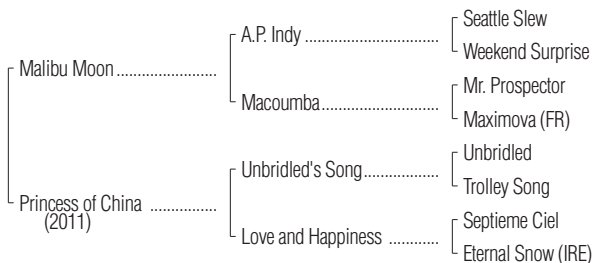 Seattle Slew
A.P. Indy ......................................
Weekend Surprise
Malibu Moon .......................
Mr. Prospector
Macoumba ..................................
Maximova (FR)
Unbridled
Unbridled's Song ......................
Trolley Song
Princess of China ................
(2011)
Septieme Ciel
Love and Happiness ............
Eternal Snow (IRE)